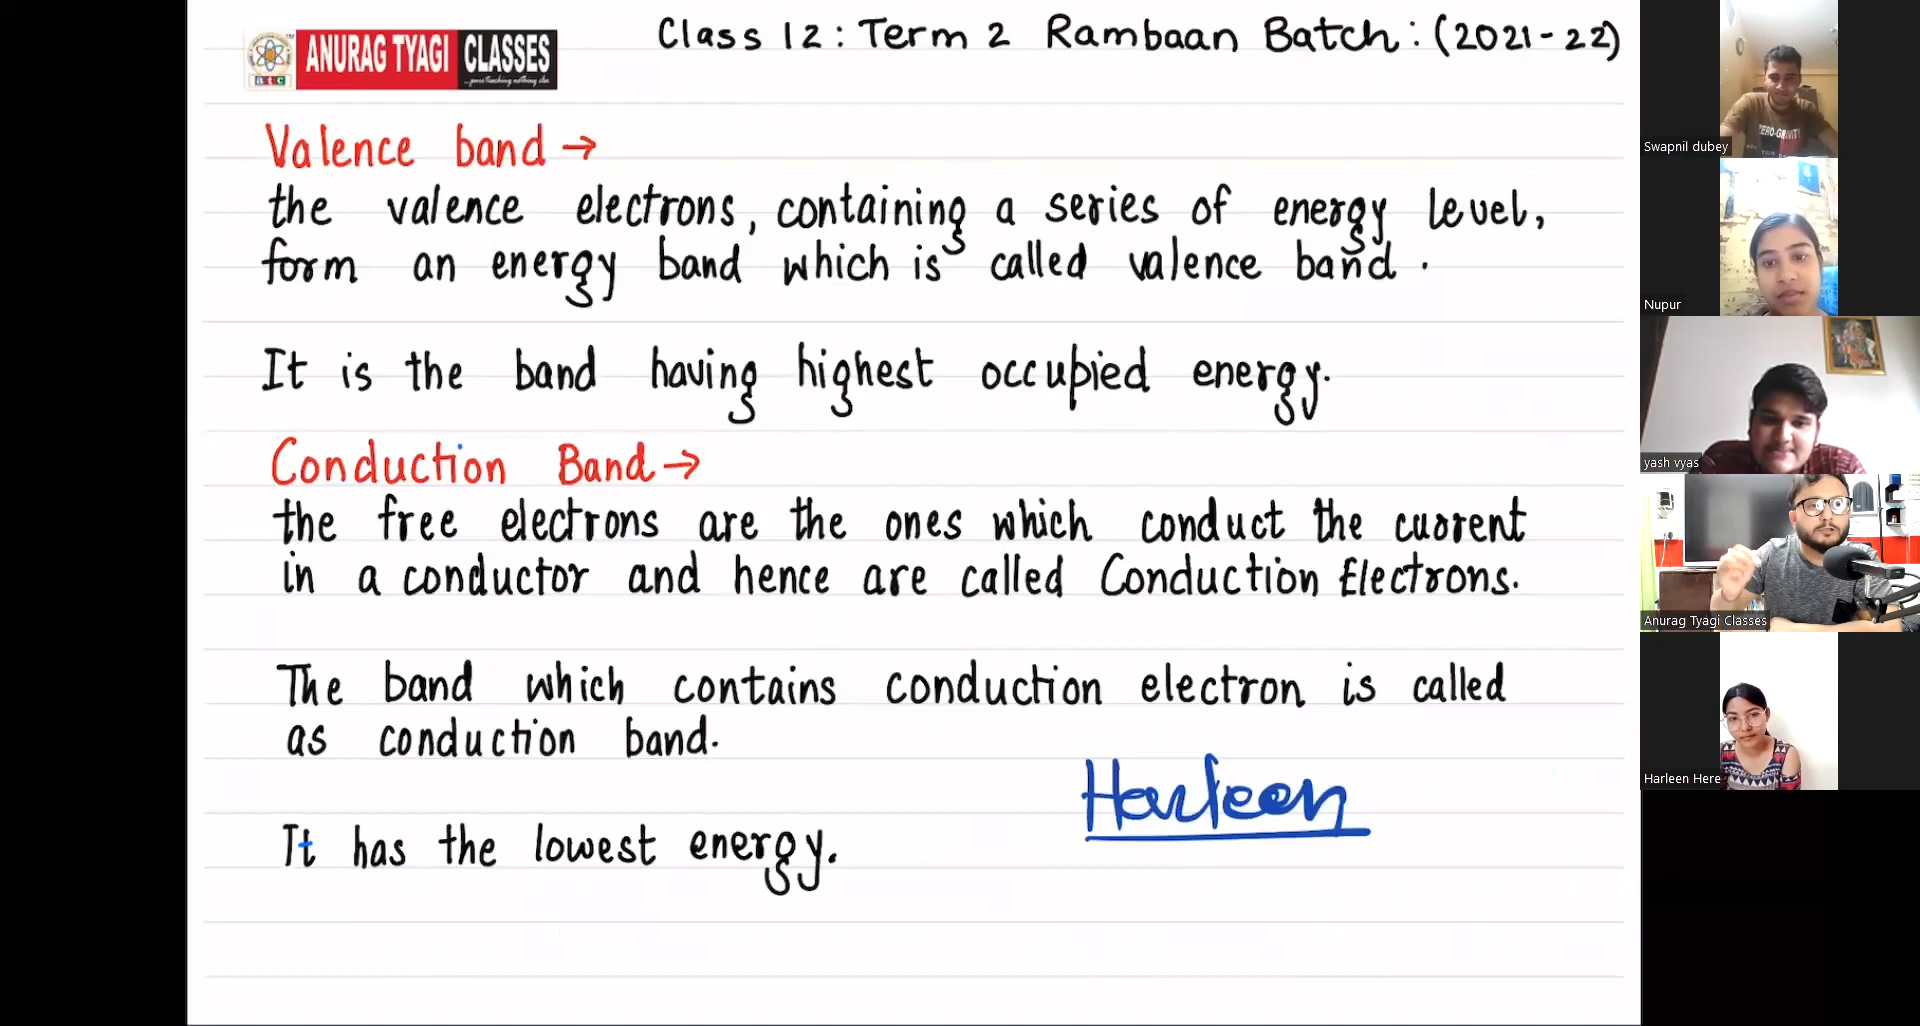 Class 12 : Term 2 Rambaan Batch : (2021-22)
ANURAG TYAGI CLASSES
atc
Valence band →
the valence electrons, containing a series of energy level,
form an energy band which is called valence band .
It is the band having highest occupied energy.
Conduction Band →
the free electrons are the ones which conduct the current
in a conductor and hence are called Conduction Electrons.
The band which contains conduction electron is called
as conduction band.
Harleen
It has the lowest energy.
Swapnil dubey
Nupur
yash vyas
Anurag Tyagi Classes
Harleen Here